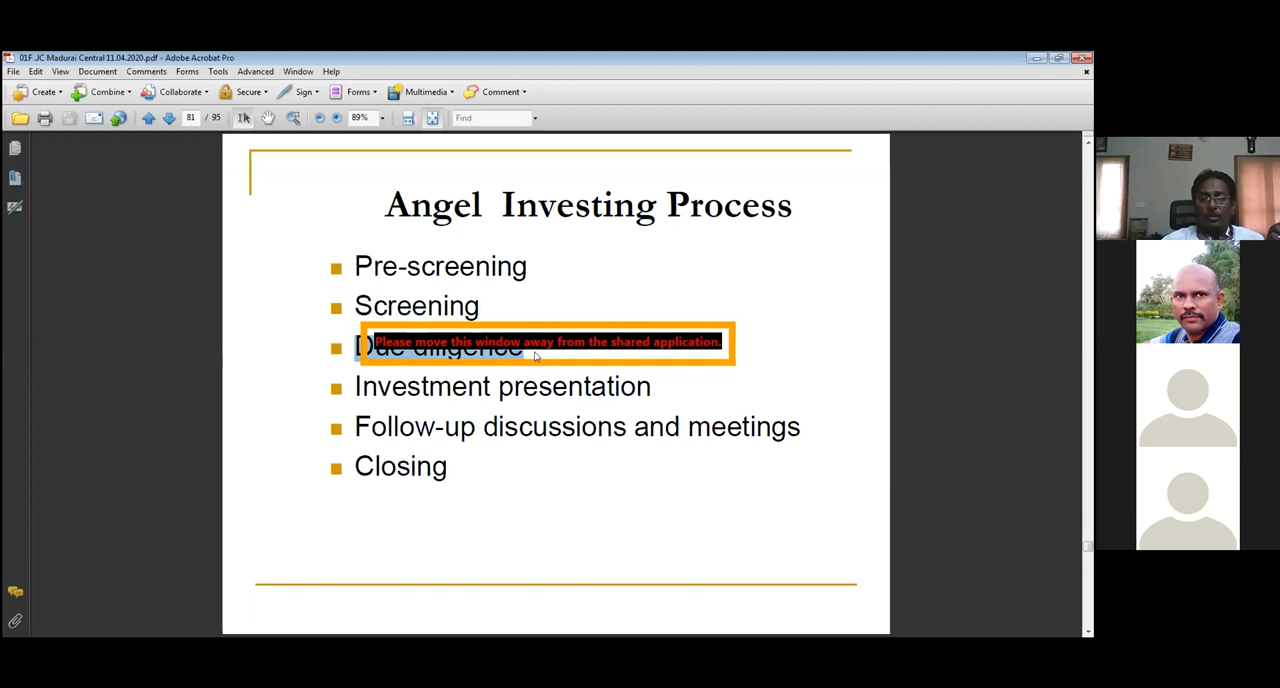 01F JC Madurai Central 11.04.2020.pdf - Adobe Acrobat Pro
File Edit View Document Comments Forms Tools Advanced Window Help
Create Combine Collaborate Secure Sign Forms Multimedia Comment
81 / 95 89% Find
Angel Investing Process
Pre-screening
Screening
Due diligence
Please move this window away from the shared application.
Investment presentation
Follow-up discussions and meetings
Closing